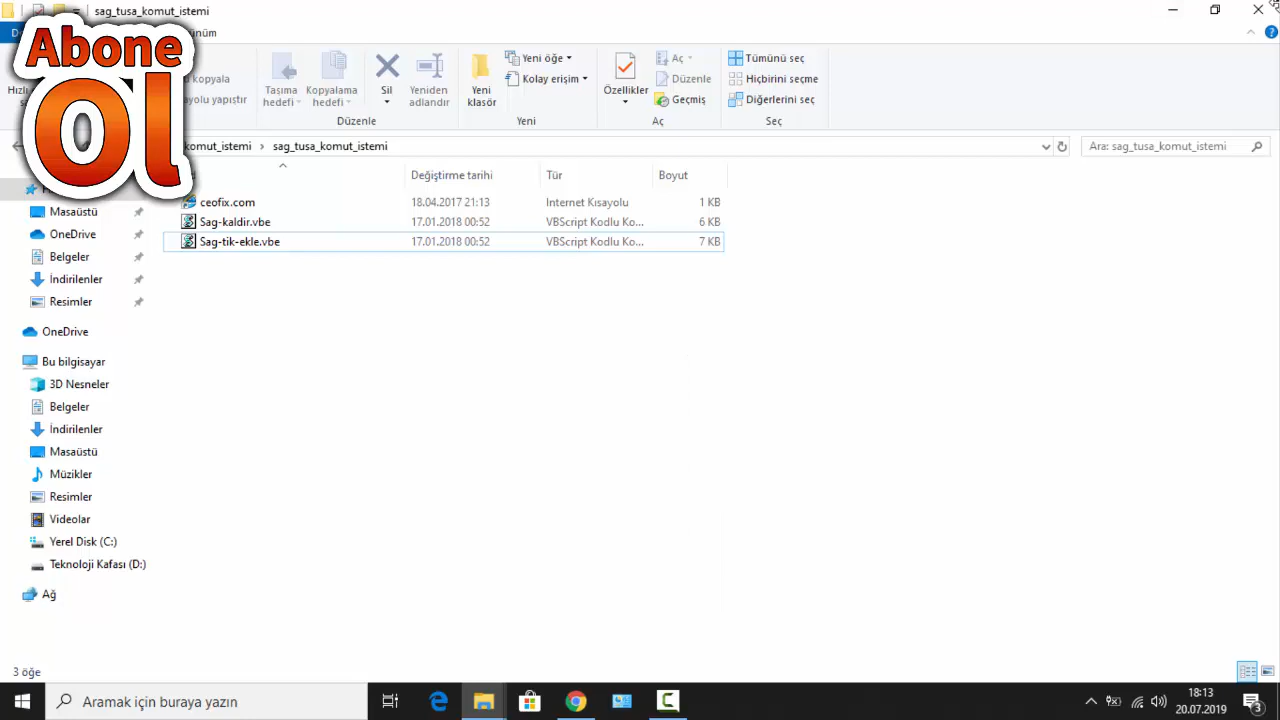 sag_tusa_komut_istemi
Abone
Ol
nüm
Hızlı
kopyala
yolu yapıştır
Taşıma
hedefi
Kopyalama
hedefi
Sil
Yeniden
adlandır
Düzenle
Yeni
klasör
Yeni öğe
Kolay erişim
Yeni
Özellikler
Aç
Düzenle
Geçmiş
Aç
Tümünü seç
Hiçbirini seçme
Diğerlerini seç
Seç
komut_istemi › sag_tusa_komut_istemi
Ara: sag_tusa_komut_istemi
Değiştirme tarihi Tür Boyut
ceofix.com 18.04.2017 21:13 Internet Kısayolu 1 KB
Sag-kaldir.vbe 17.01.2018 00:52 VBScript Kodlu Ko... 6 KB
Sag-tik-ekle.vbe 17.01.2018 00:52 VBScript Kodlu Ko... 7 KB
Masaüstü
OneDrive
Belgeler
İndirilenler
Resimler
OneDrive
Bu bilgisayar
3D Nesneler
Belgeler
İndirilenler
Masaüstü
Müzikler
Resimler
Videolar
Yerel Disk (C:)
Teknoloji Kafası (D:)
Ağ
3 öğe
Aramak için buraya yazın
18:13
20.07.2019
3